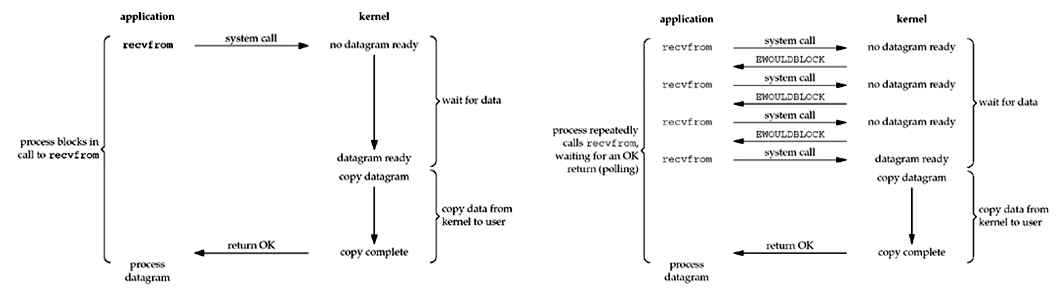 application
kernel
recvfrom
system call
no datagram ready
wait for data
process blocks in
call to recvfrom
datagram ready
copy datagram
copy data from
kernel to user
return OK
copy complete
process
datagram
application
kernel
recvfrom
system call
no datagram ready
EWOULDBLOCK
recvfrom
system call
no datagram ready
EWOULDBLOCK
wait for data
recvfrom
system call
no datagram ready
EWOULDBLOCK
process repeatedly
calls recvfrom,
waiting for an OK
return (polling)
recvfrom
system call
datagram ready
copy datagram
copy data from
kernel to user
return OK
copy complete
process
datagram